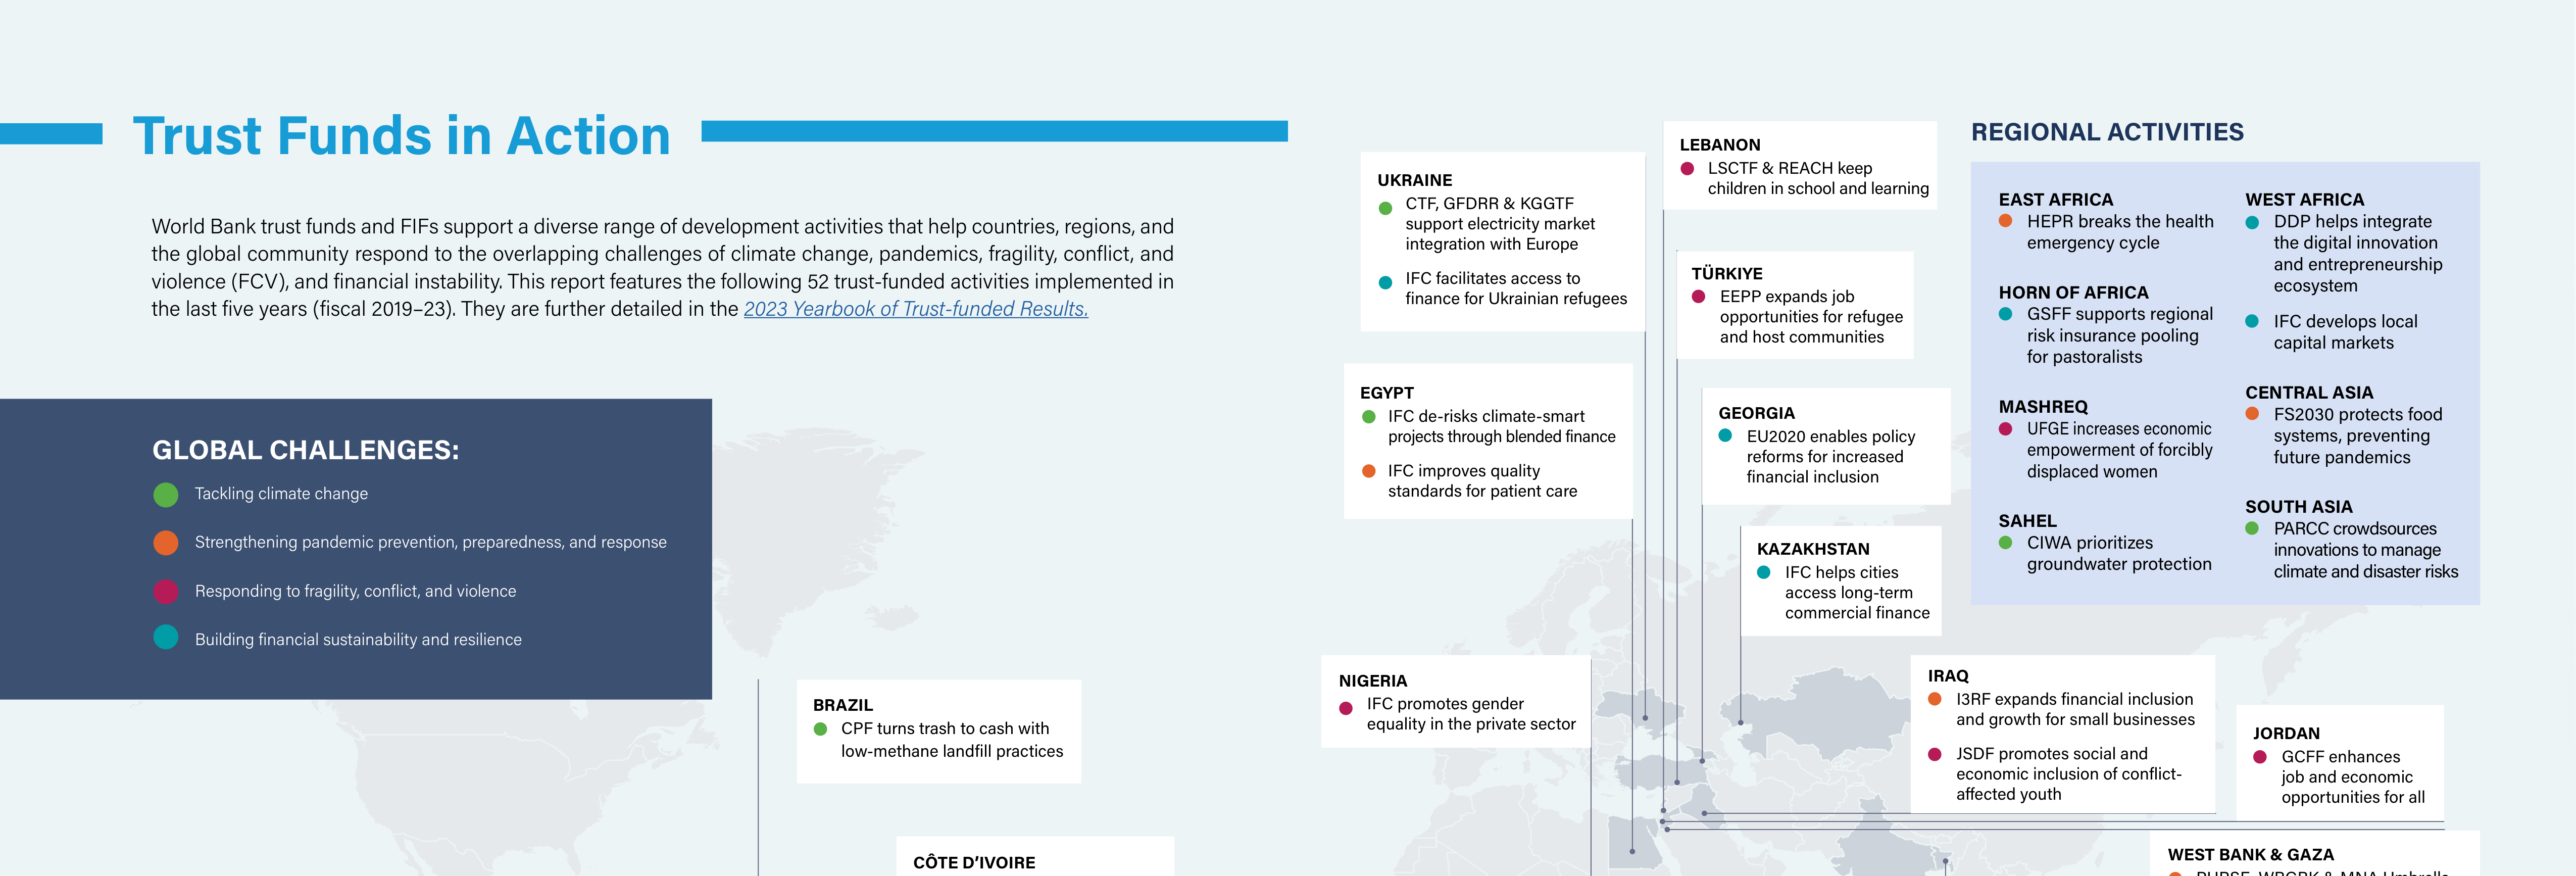 Trust Funds in Action
World Bank trust funds and FIFs support a diverse range of development activities that help countries, regions, and
the global community respond to the overlapping challenges of climate change, pandemics, fragility, conflict, and
violence (FCV), and financial instability. This report features the following 52 trust-funded activities implemented in
the last five years (fiscal 2019–23). They are further detailed in the 2023 Yearbook of Trust-funded Results.
GLOBAL CHALLENGES:
Tackling climate change
Strengthening pandemic prevention, preparedness, and response
Responding to fragility, conflict, and violence
Building financial sustainability and resilience
BRAZIL
CPF turns trash to cash with
low-methane landfill practices
CÔTE D'IVOIRE
UKRAINE
CTF, GFDRR & KGGTF
support electricity market
integration with Europe
IFC facilitates access to
finance for Ukrainian refugees
EGYPT
IFC de-risks climate-smart
projects through blended finance
IFC improves quality
standards for patient care
NIGERIA
IFC promotes gender
equality in the private sector
LEBANON
LSCTF & REACH keep
children in school and learning
TÜRKIYE
EEPP expands job
opportunities for refugee
and host communities
GEORGIA
EU2020 enables policy
reforms for increased
financial inclusion
KAZAKHSTAN
IFC helps cities
access long-term
commercial finance
REGIONAL ACTIVITIES
EAST AFRICA
HEPR breaks the health
emergency cycle
HORN OF AFRICA
GSFF supports regional
risk insurance pooling
for pastoralists
MASHREQ
UFGE increases economic
empowerment of forcibly
displaced women
SAHEL
CIWA prioritizes
groundwater protection
WEST AFRICA
DDP helps integrate
the digital innovation
and entrepreneurship
ecosystem
IFC develops local
capital markets
CENTRAL ASIA
FS2030 protects food
systems, preventing
future pandemics
SOUTH ASIA
PARCC crowdsources
innovations to manage
climate and disaster risks
IRAQ
I3RF expands financial inclusion
and growth for small businesses
JSDF promotes social and
economic inclusion of conflict-
affected youth
JORDAN
GCFF enhances
job and economic
opportunities for all
WEST BANK & GAZA